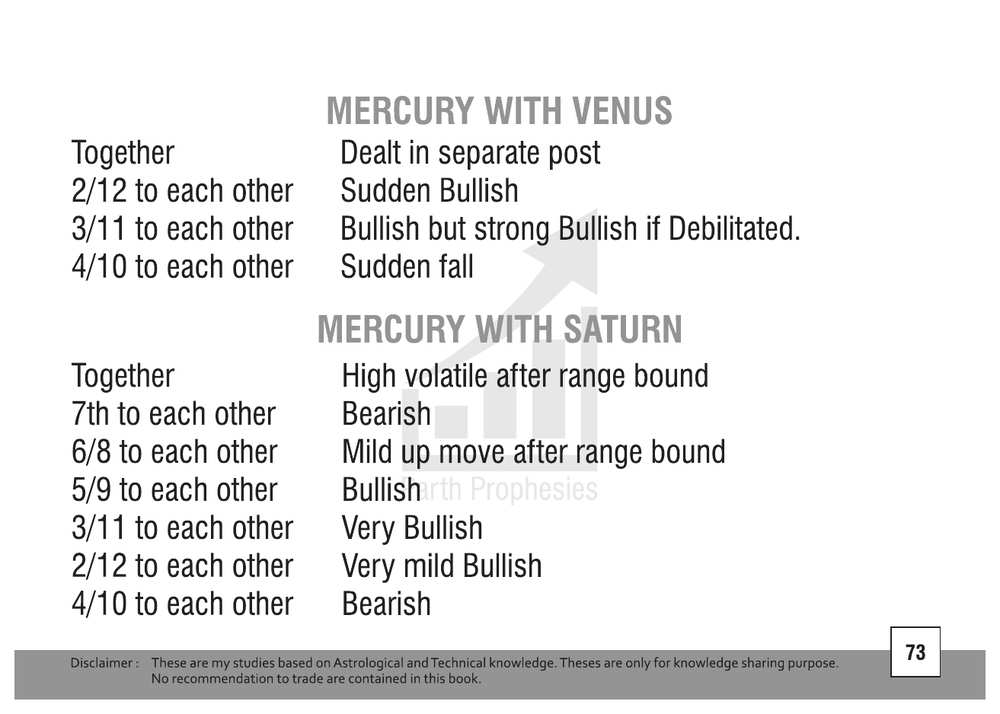 MERCURY WITH VENUS
Together Dealt in separate post
2/12 to each other Sudden Bullish
3/11 to each other Bullish but strong Bullish if Debilitated.
4/10 to each other Sudden fall
MERCURY WITH SATURN
Together High volatile after range bound
7th to each other Bearish
6/8 to each other Mild up move after range bound
5/9 to each other Bullish
arth Prophesies
3/11 to each other Very Bullish
2/12 to each other Very mild Bullish
4/10 to each other Bearish
73
Disclaimer : These are my studies based on Astrological and Technical knowledge. Theses are only for knowledge sharing purpose.
No recommendation to trade are contained in this book.